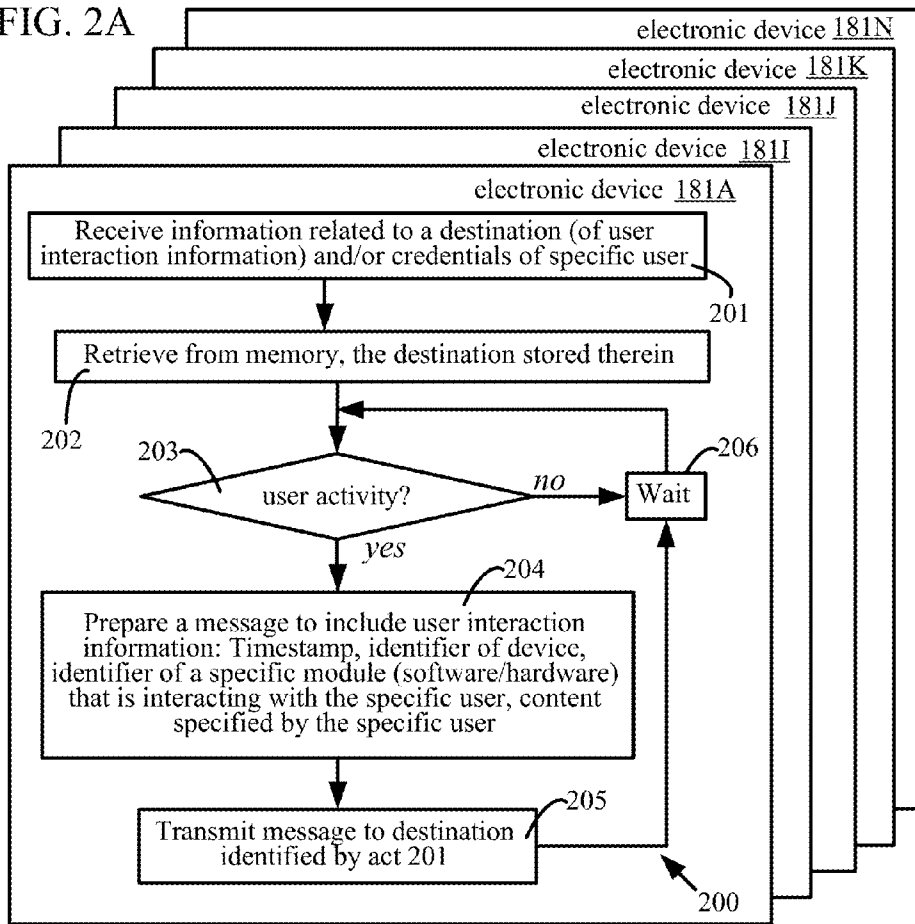 FIG. 2A
electronic device 181N
electronic device 181K
electronic device 181J
electronic device 181I
electronic device 181A
Receive information related to a destination (of user
interaction information) and/or credentials of specific user
201
Retrieve from memory, the destination stored therein
202
203
user activity?
no
206
Wait
yes
204
Prepare a message to include user interaction
information: Timestamp, identifier of device,
identifier of a specific module (software/hardware)
that is interacting with the specific user, content
specified by the specific user
205
Transmit message to destination
identified by act 201
200